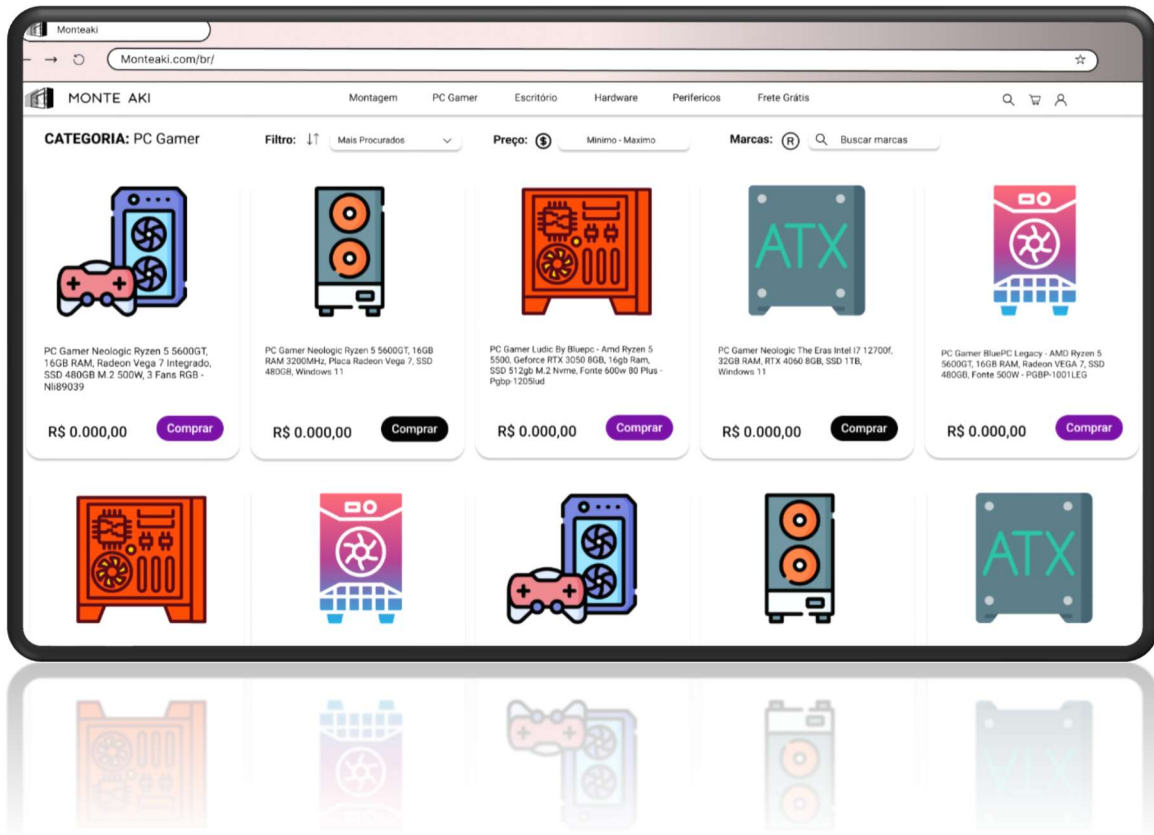 Monteaki
Monteaki.com/br/
MONTE AKI
Montagem
PC Gamer
Escritório
Hardware
Perifericos
Frete Grátis
CATEGORIA: PC Gamer
Filtro:
Mais Procurados
Preço:
$
Minimo - Maximo
Marcas:
R
Buscar marcas
PC Gamer Neologic Ryzen 5 5600GT,
16GB RAM, Radeon Vega 7 Integrado,
SSD 480GB M.2 500W, 3 Fans RGB -
Nli89039
R$ 0.000,00
Comprar
PC Gamer Neologic Ryzen 5 5600GT, 16GB
RAM 3200MHz, Placa Radeon Vega 7, SSD
480GB, Windows 11
R$ 0.000,00
Comprar
PC Gamer Ludic By Bluepc - Amd Ryzen 5
5500, Geforce RTX 3050 8GB, 16gb Ram,
SSD 512gb M.2 Nvme, Fonte 600w 80 Plus -
Pgbp-1205lud
R$ 0.000,00
Comprar
ATX
PC Gamer Neologic The Eras Intel I7 12700f,
32GB RAM, RTX 4060 8GB, SSD 1TB,
Windows 11
R$ 0.000,00
Comprar
PC Gamer BluePC Legacy - AMD Ryzen 5
5600GT, 16GB RAM, Radeon VEGA 7, SSD
480GB, Fonte 500W - PGBP-1001LEG
R$ 0.000,00
Comprar
ATX